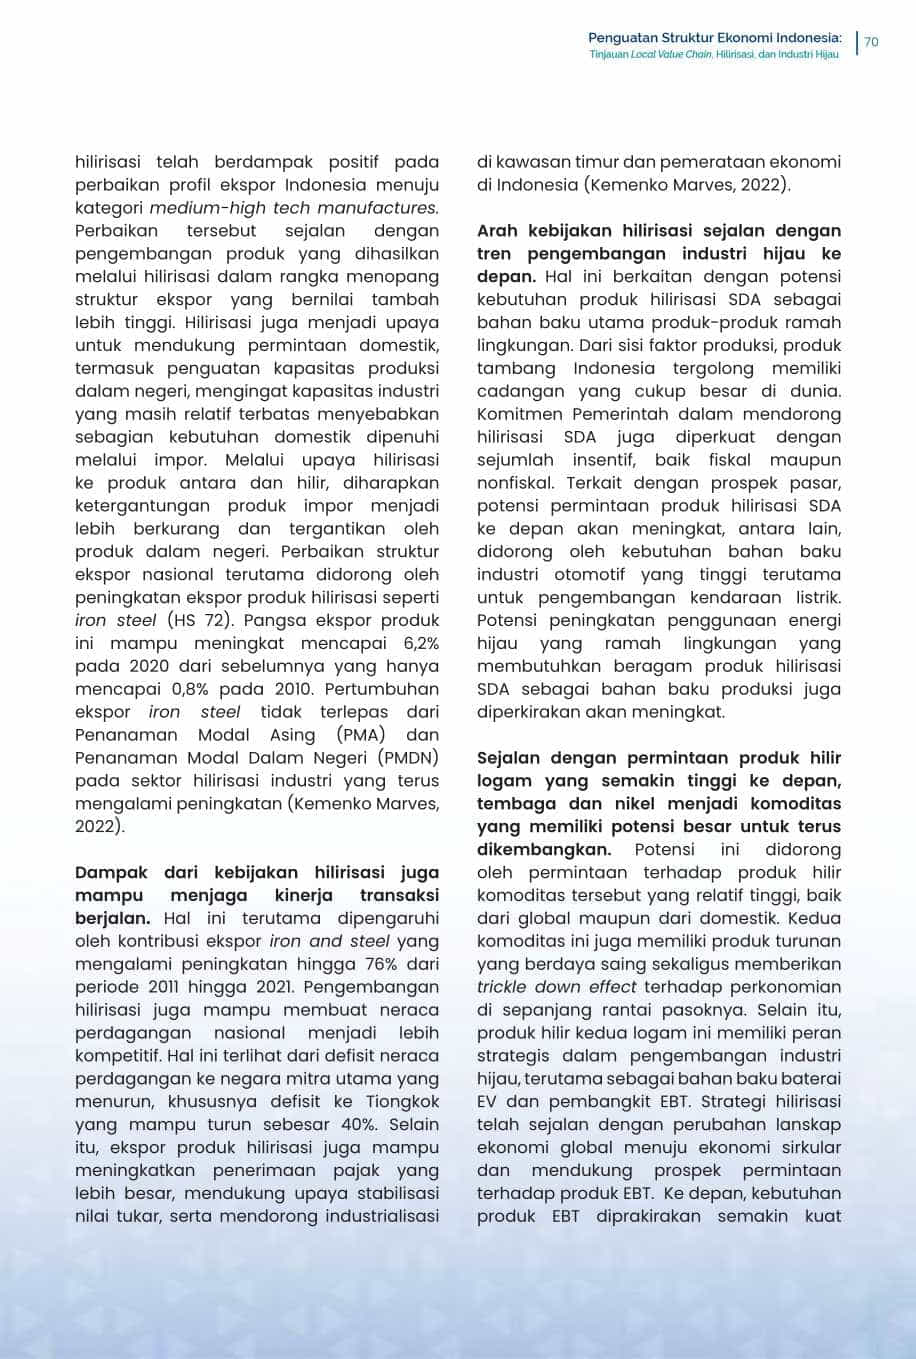 Penguatan Struktur Ekonomi Indonesia:
Tinjauan Local Value Chain, Hilirisasi, dan Industri Hijau
70
hilirisasi telah berdampak positif pada
perbaikan profil ekspor Indonesia menuju
kategori medium-high tech manufactures.
Perbaikan tersebut sejalan dengan
pengembangan produk yang dihasilkan
melalui hilirisasi dalam rangka menopang
struktur ekspor yang bernilai tambah
lebih tinggi. Hilirisasi juga menjadi upaya
untuk mendukung permintaan domestik,
termasuk penguatan kapasitas produksi
dalam negeri, mengingat kapasitas industri
yang masih relatif terbatas menyebabkan
sebagian kebutuhan domestik dipenuhi
melalui impor. Melalui upaya hilirisasi
ke produk antara dan hilir, diharapkan
ketergantungan produk impor menjadi
lebih berkurang dan tergantikan oleh
produk dalam negeri. Perbaikan struktur
ekspor nasional terutama didorong oleh
peningkatan ekspor produk hilirisasi seperti
iron steel (HS 72). Pangsa ekspor produk
ini mampu meningkat mencapai 6,2%
pada 2020 dari sebelumnya yang hanya
mencapai 0,8% pada 2010. Pertumbuhan
ekspor iron steel tidak terlepas dari
Penanaman Modal Asing (PMA) dan
Penanaman Modal Dalam Negeri (PMDN)
pada sektor hilirisasi industri yang terus
mengalami peningkatan (Kemenko Marves,
2022).
Dampak dari kebijakan hilirisasi juga
mampu menjaga kinerja transaksi
berjalan. Hal ini terutama dipengaruhi
oleh kontribusi ekspor iron and steel yang
mengalami peningkatan hingga 76% dari
periode 2011 hingga 2021. Pengembangan
hilirisasi juga mampu membuat neraca
perdagangan nasional menjadi lebih
kompetitif. Hal ini terlihat dari defisit neraca
perdagangan ke negara mitra utama yang
menurun, khususnya defisit ke Tiongkok
yang mampu turun sebesar 40%. Selain
itu, ekspor produk hilirisasi juga mampu
meningkatkan penerimaan pajak yang
lebih besar, mendukung upaya stabilisasi
nilai tukar, serta mendorong industrialisasi
di kawasan timur dan pemerataan ekonomi
di Indonesia (Kemenko Marves, 2022).
Arah kebijakan hilirisasi sejalan dengan
tren pengembangan industri hijau ke
depan. Hal ini berkaitan dengan potensi
kebutuhan produk hilirisasi SDA sebagai
bahan baku utama produk-produk ramah
lingkungan. Dari sisi faktor produksi, produk
tambang Indonesia tergolong memiliki
cadangan yang cukup besar di dunia.
Komitmen Pemerintah dalam mendorong
hilirisasi SDA juga diperkuat dengan
sejumlah insentif, baik fiskal maupun
nonfiskal. Terkait dengan prospek pasar,
potensi permintaan produk hilirisasi SDA
ke depan akan meningkat, antara lain,
didorong oleh kebutuhan bahan baku
industri otomotif yang tinggi terutama
untuk pengembangan kendaraan listrik.
Potensi peningkatan penggunaan energi
hijau yang ramah lingkungan yang
membutuhkan beragam produk hilirisasi
SDA sebagai bahan baku produksi juga
diperkirakan akan meningkat.
Sejalan dengan permintaan produk hilir
logam yang semakin tinggi ke depan,
tembaga dan nikel menjadi komoditas
yang memiliki potensi besar untuk terus
dikembangkan. Potensi ini didorong
oleh permintaan terhadap produk hilir
komoditas tersebut yang relatif tinggi, baik
dari global maupun dari domestik. Kedua
komoditas ini juga memiliki produk turunan
yang berdaya saing sekaligus memberikan
trickle down effect terhadap perkonomian
di sepanjang rantai pasoknya. Selain itu,
produk hilir kedua logam ini memiliki peran
strategis dalam pengembangan industri
hijau, terutama sebagai bahan baku baterai
EV dan pembangkit EBT. Strategi hilirisasi
telah sejalan dengan perubahan lanskap
ekonomi global menuju ekonomi sirkular
dan mendukung prospek permintaan
terhadap produk EBT. Ke depan, kebutuhan
produk EBT diprakirakan semakin kuat